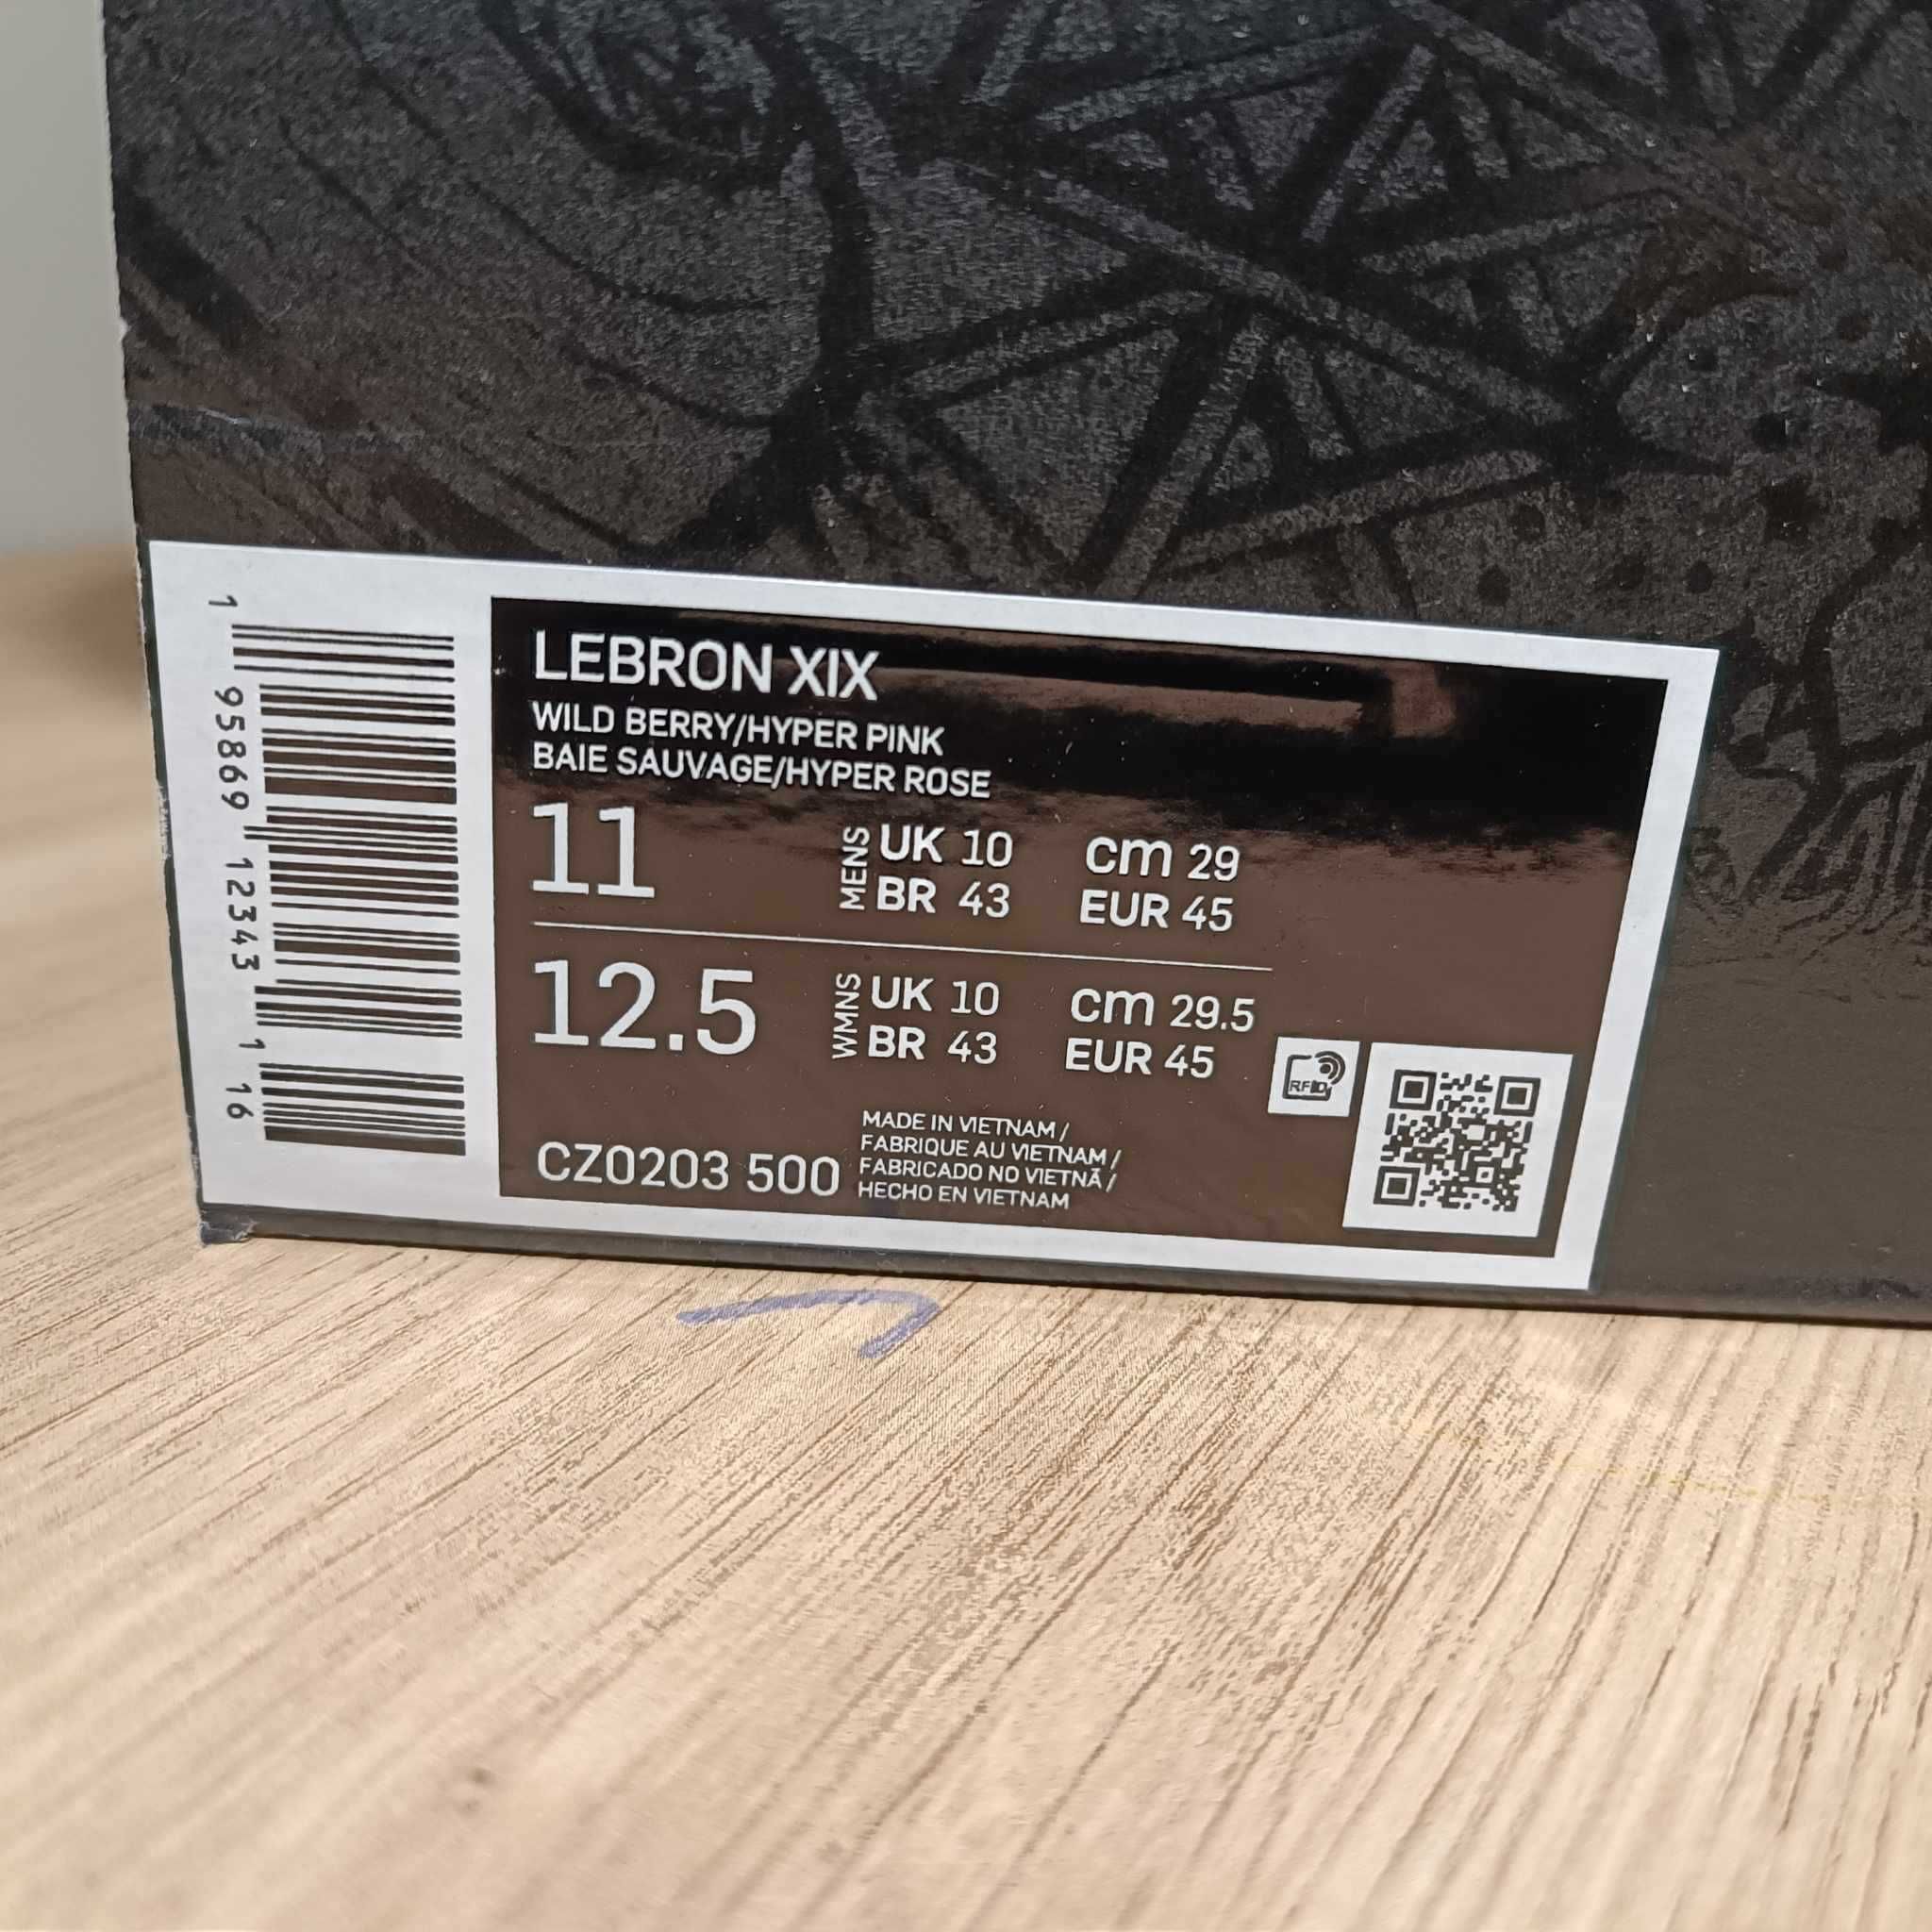 LEBRON XIX
WILD BERRY/HYPER PINK
BAIE SAUVAGE/HYPER ROSE
11
MENS
UK 10
cm 29
BR 43
EUR 45
12.5
WMNS
UK 10
cm 29.5
BR 43
EUR 45
RFID
CZ0203 500
MADE IN VIETNAM /
FABRIQUE AU VIETNAM /
FABRICADO NO VIETNÃ /
HECHO EN VIETNAM
1 95869 12343 1 16